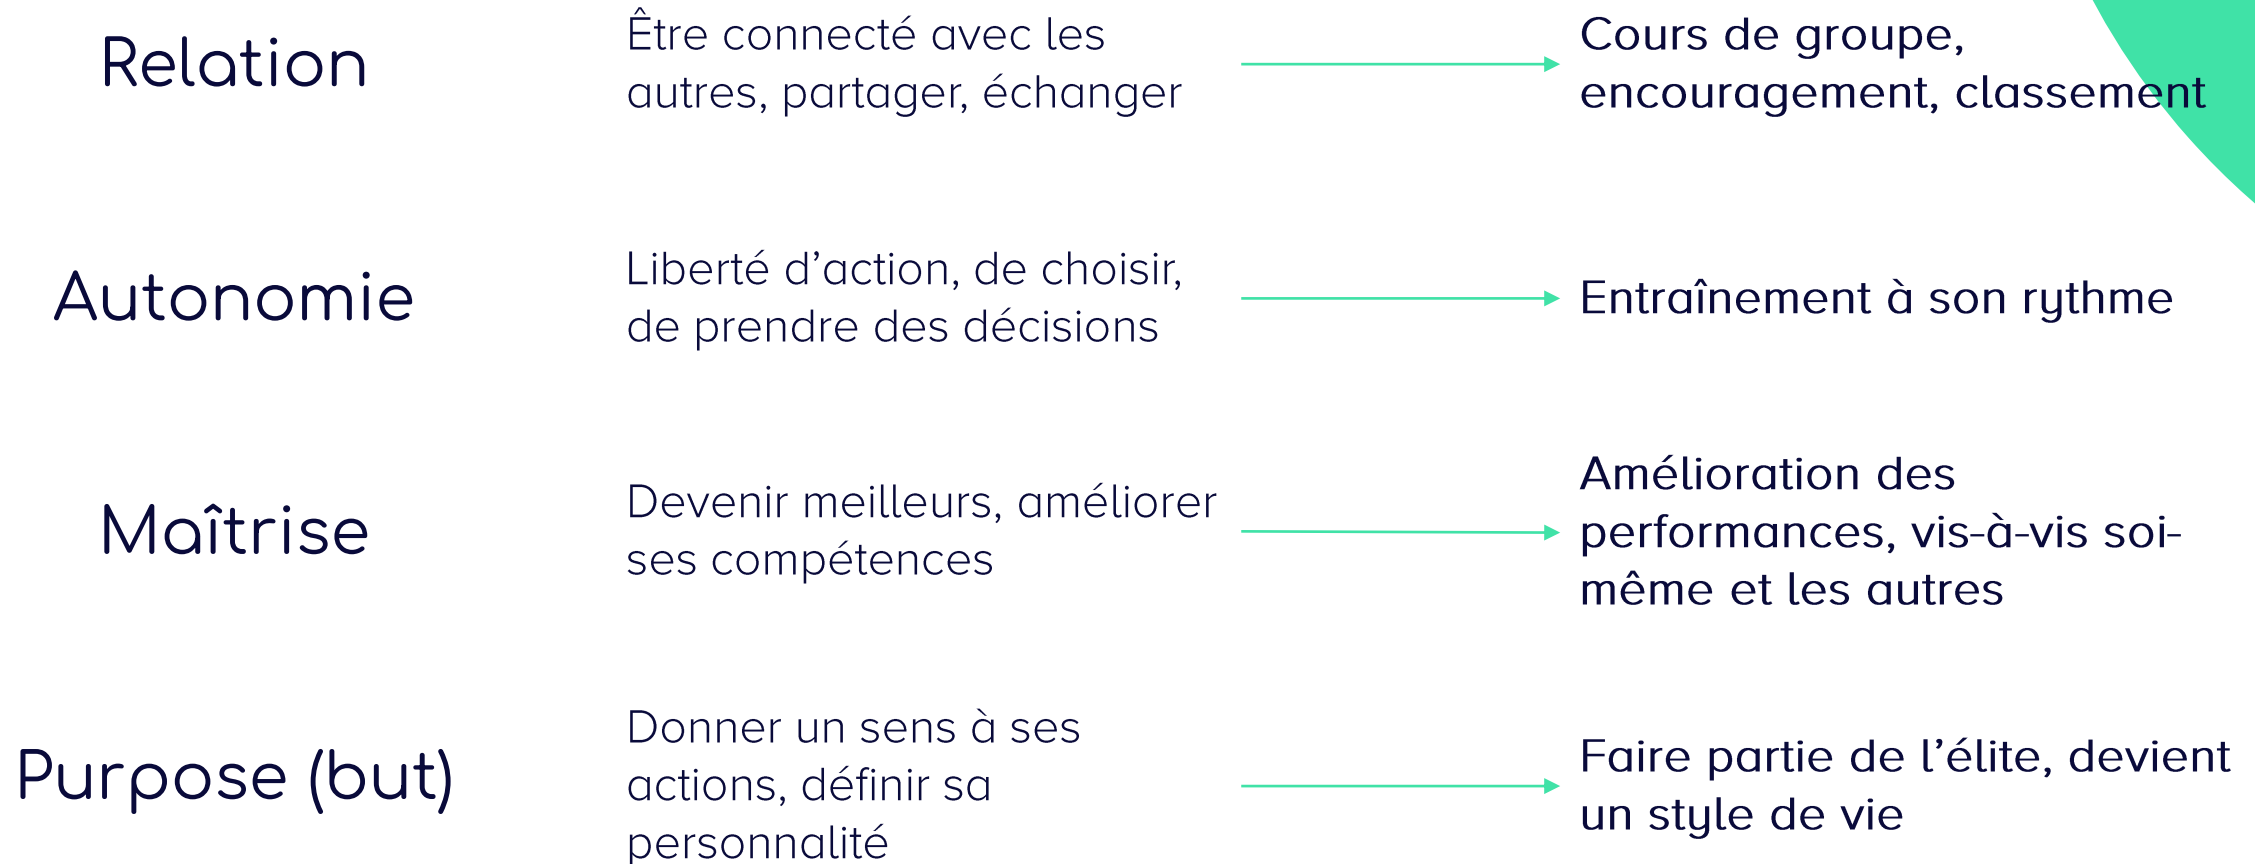 Relation
Être connecté avec les
autres, partager, échanger
Cours de groupe,
encouragement, classement
Autonomie
Liberté d’action, de choisir,
de prendre des décisions
Entraînement à son rythme
Maîtrise
Devenir meilleurs, améliorer
ses compétences
Amélioration des
performances, vis-à-vis soi-
même et les autres
Purpose (but)
Donner un sens à ses
actions, définir sa
personnalité
Faire partie de l’élite, devient
un style de vie